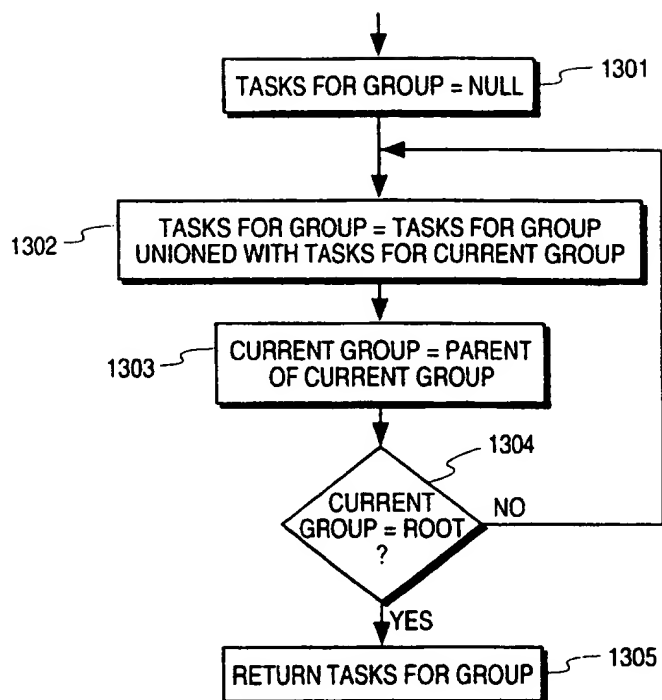 TASKS FOR GROUP = NULL
1301
TASKS FOR GROUP = TASKS FOR GROUP
UNIONED WITH TASKS FOR CURRENT GROUP
1302
CURRENT GROUP = PARENT
OF CURRENT GROUP
1303
1304
CURRENT
GROUP = ROOT
?
NO
YES
RETURN TASKS FOR GROUP
1305